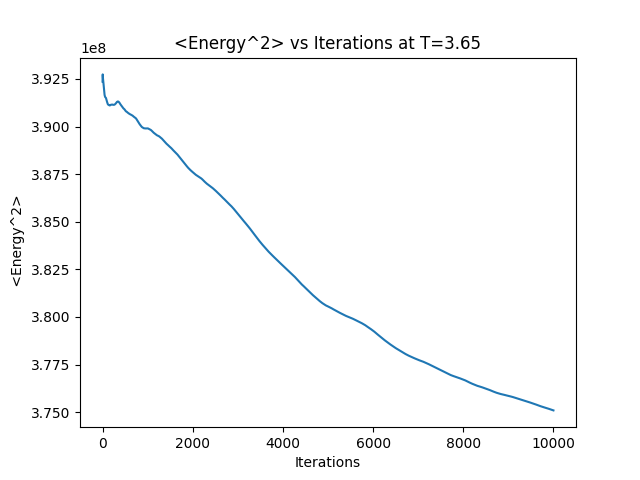 <Energy^2> vs Iterations at T=3.65
1e8
3.925
3.900
3.875
3.850
3.825
3.800
3.775
3.750
<Energy^2>
0 2000 4000 6000 8000 10000
Iterations